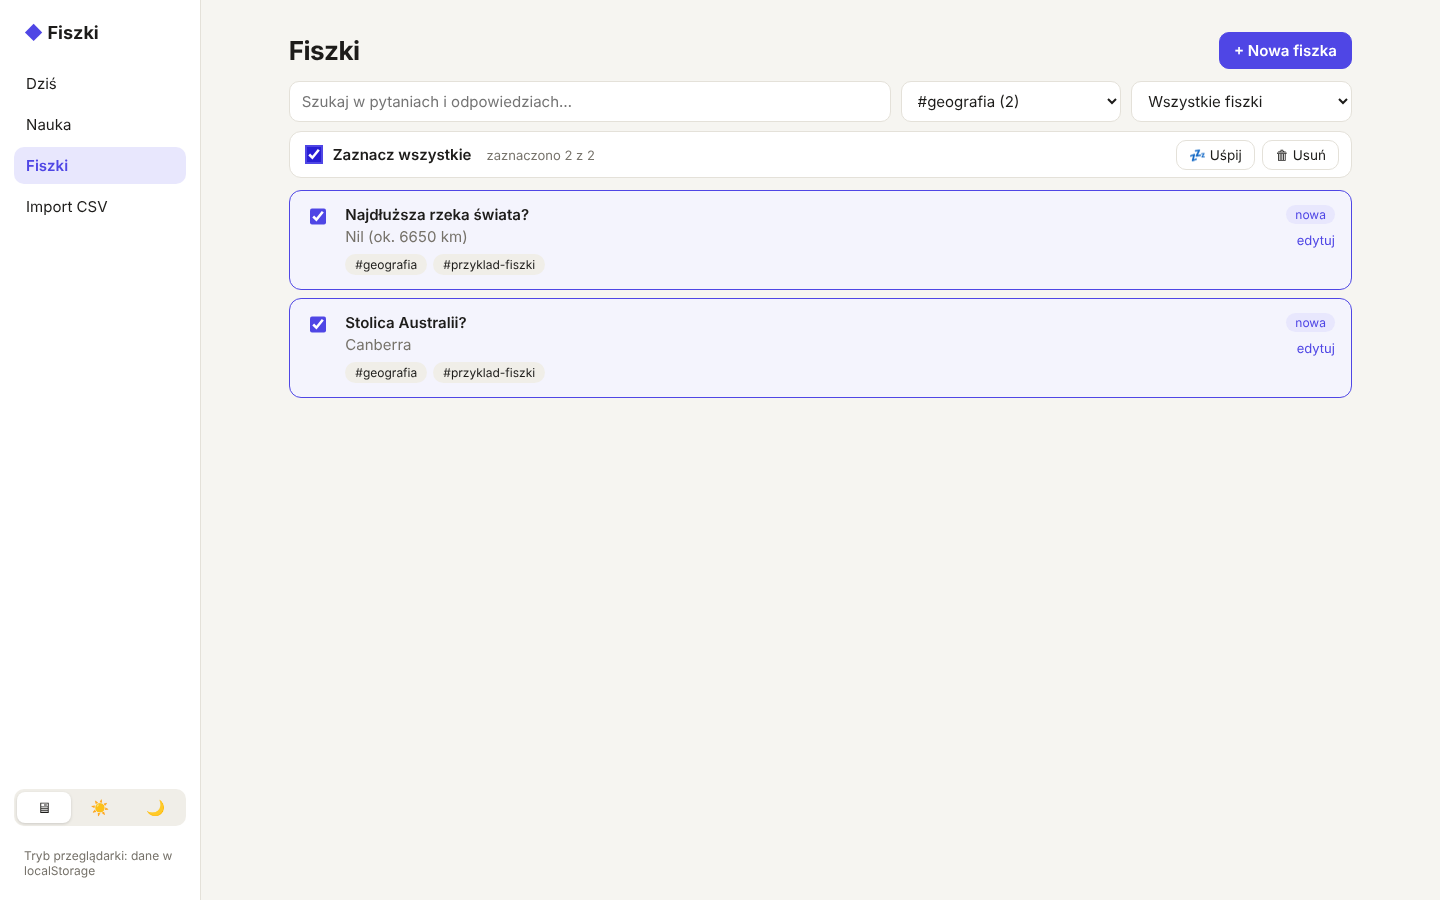 Fiszki
Dziś
Nauka
Fiszki
Import CSV
Tryb przeglądarki: dane w
localStorage
Fiszki
+ Nowa fiszka
Szukaj w pytaniach i odpowiedziach...
#geografia (2)
Wszystkie fiszki
Zaznacz wszystkie zaznaczono 2 z 2
Uśpij
Usuń
Najdłuższa rzeka świata?
nowa
Nil (ok. 6650 km)
edytuj
#geografia #przyklad-fiszki
Stolica Australii?
nowa
Canberra
edytuj
#geografia #przyklad-fiszki